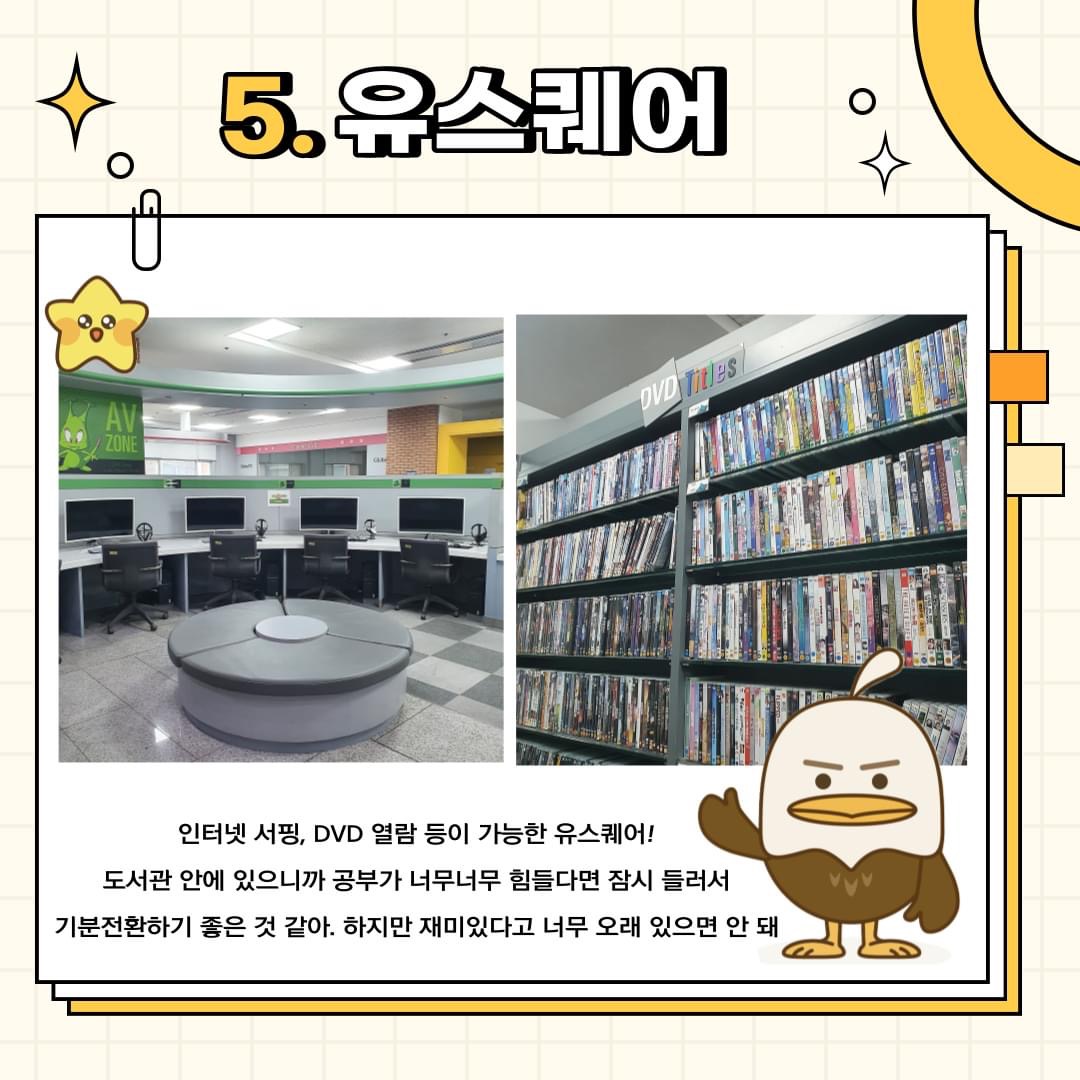 5. 유스퀘어
AV
ZONE
DVD Titles
인터넷 서핑, DVD 열람 등이 가능한 유스퀘어!
도서관 안에 있으니까 공부가 너무너무 힘들다면 잠시 들러서
기분전환하기 좋은 것 같아. 하지만 재미있다고 너무 오래 있으면 안 돼